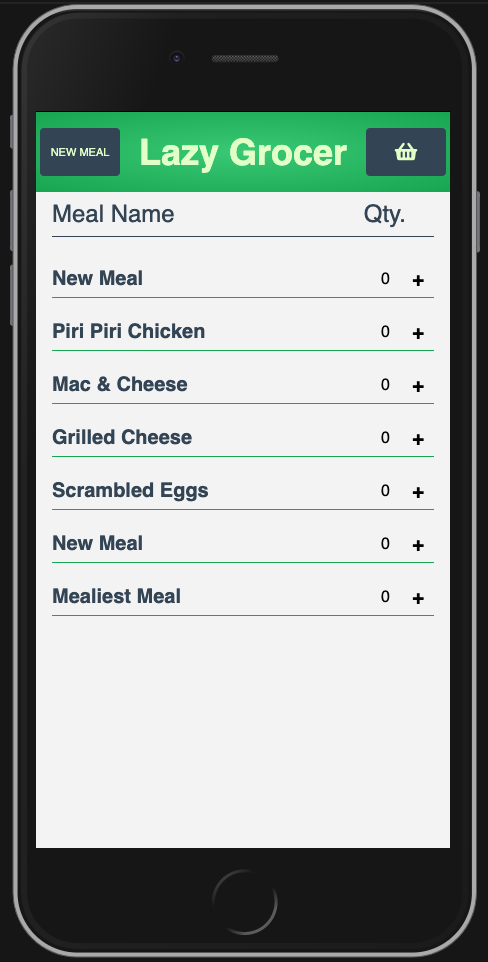 NEW MEAL Lazy Grocer
Meal Name Qty.
New Meal 0 +
Piri Piri Chicken 0 +
Mac & Cheese 0 +
Grilled Cheese 0 +
Scrambled Eggs 0 +
New Meal 0 +
Mealiest Meal 0 +